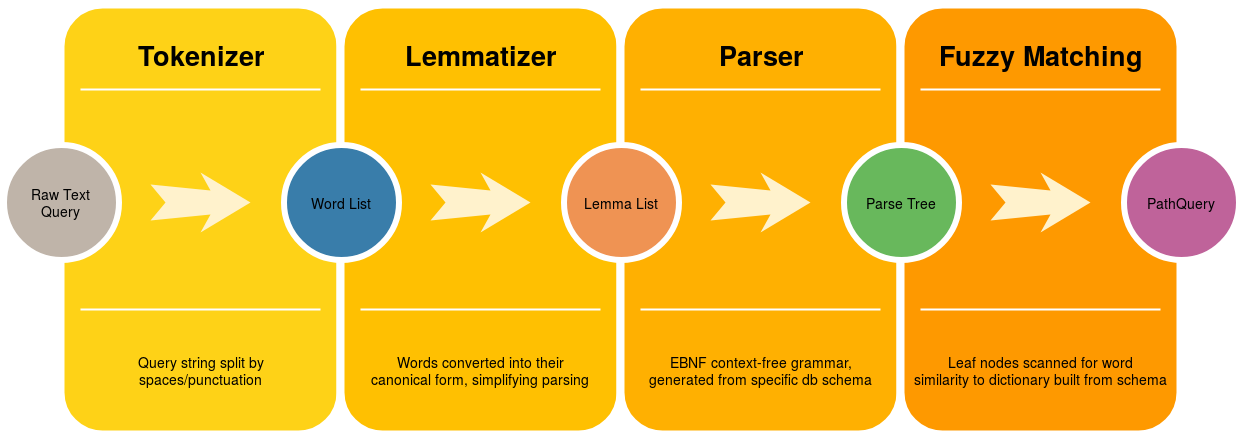 Tokenizer
Lemmatizer
Parser
Fuzzy Matching
Raw Text
Query
Word List
Lemma List
Parse Tree
PathQuery
Query string split by
spaces/punctuation
Words converted into their
canonical form, simplifying parsing
EBNF context-free grammar,
generated from specific db schema
Leaf nodes scanned for word
similarity to dictionary built from schema